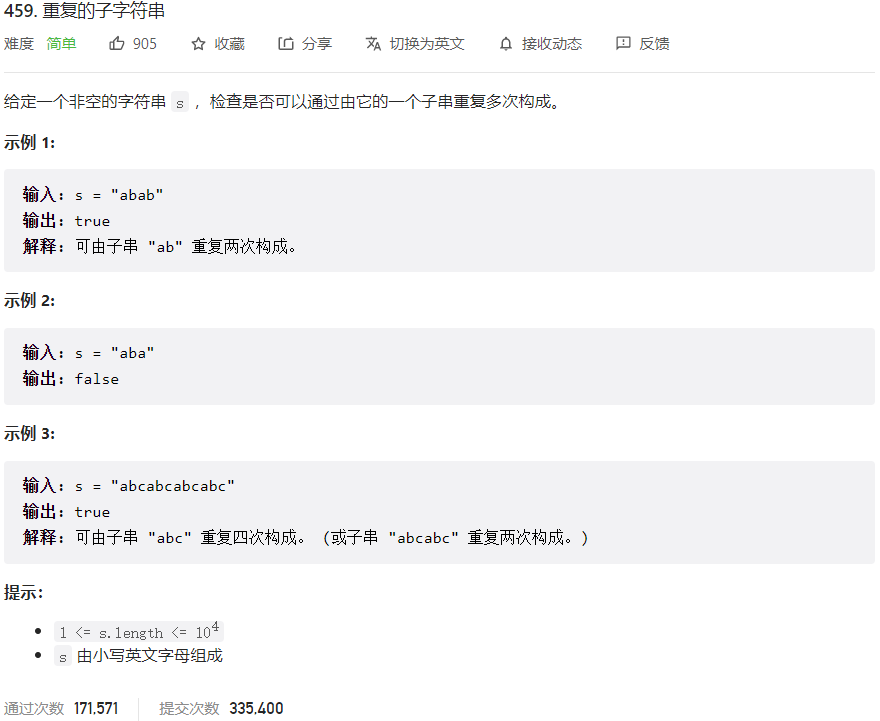 459. 重复的子字符串
难度 简单 905 收藏 分享 切换为英文 接收动态 反馈
给定一个非空的字符串 s ，检查是否可以通过由它的一个子串重复多次构成。
示例 1:
输入: s = "abab"
输出: true
解释: 可由子串 "ab" 重复两次构成。
示例 2:
输入: s = "aba"
输出: false
示例 3:
输入: s = "abcabcabcabc"
输出: true
解释: 可由子串 "abc" 重复四次构成。 (或子串 "abcabc" 重复两次构成。)
提示:
• 1 <= s.length <= 10⁴
• s 由小写英文字母组成
通过次数 171,571 提交次数 335,400